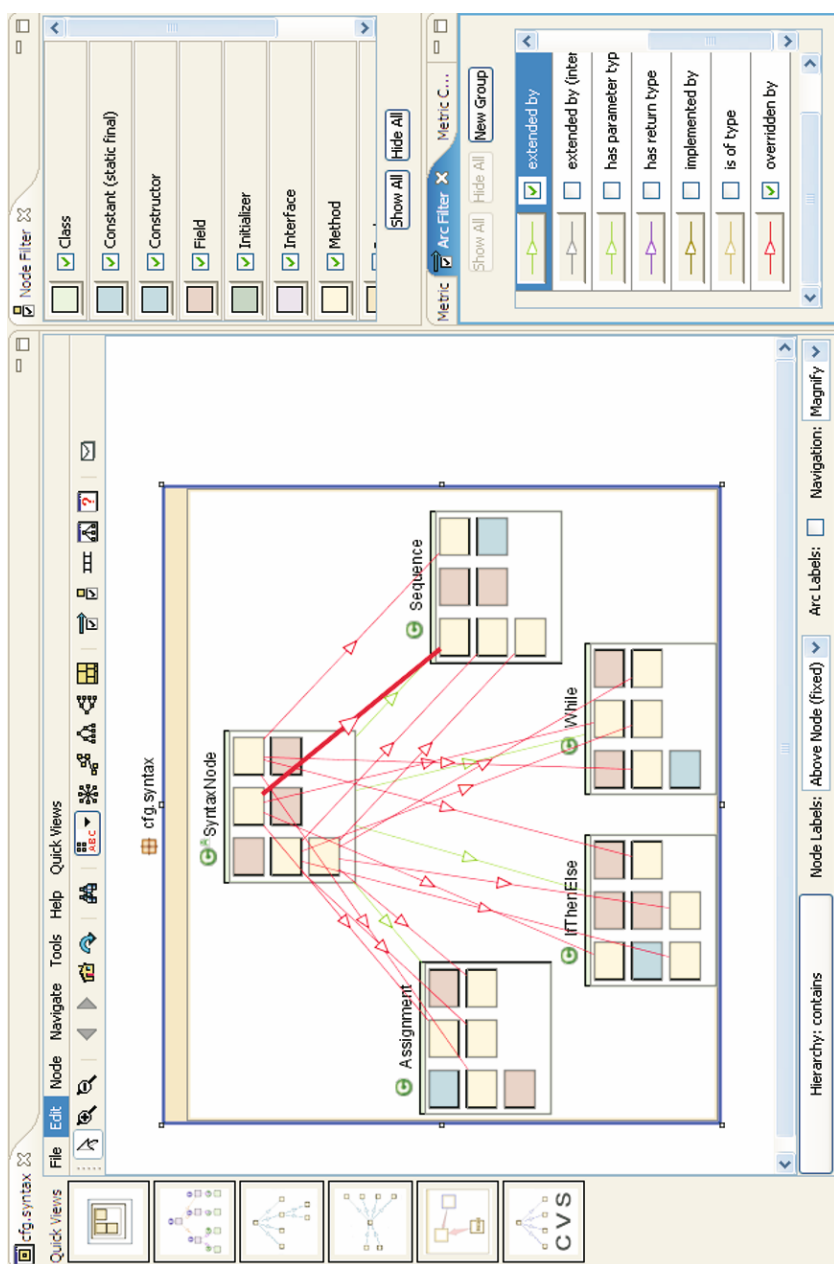 cfg.syntax
File Edit Node Navigate Tools Help Quick Views
Quick Views
ABC
CVS
cfg.syntax
SyntaxNode
Assignment
Sequence
IfThenElse
While
Hierarchy: contains
Node Labels: Above Node (fixed)
Arc Labels:
Navigation: Magnify
Node Filter
Class
Constant (static final)
Constructor
Field
Initializer
Interface
Method
Show All Hide All
Metric Arc Filter Metric C...
Show All Hide All New Group
extended by
extended by (inter
has parameter typ
has return type
implemented by
is of type
overridden by